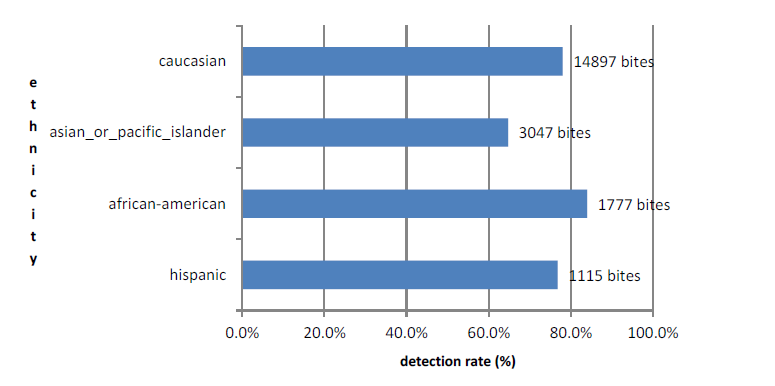 ethnicity
caucasian
14897 bites
asian_or_pacific_islander
3047 bites
african-american
1777 bites
hispanic
1115 bites
0.0% 20.0% 40.0% 60.0% 80.0% 100.0%
detection rate (%)